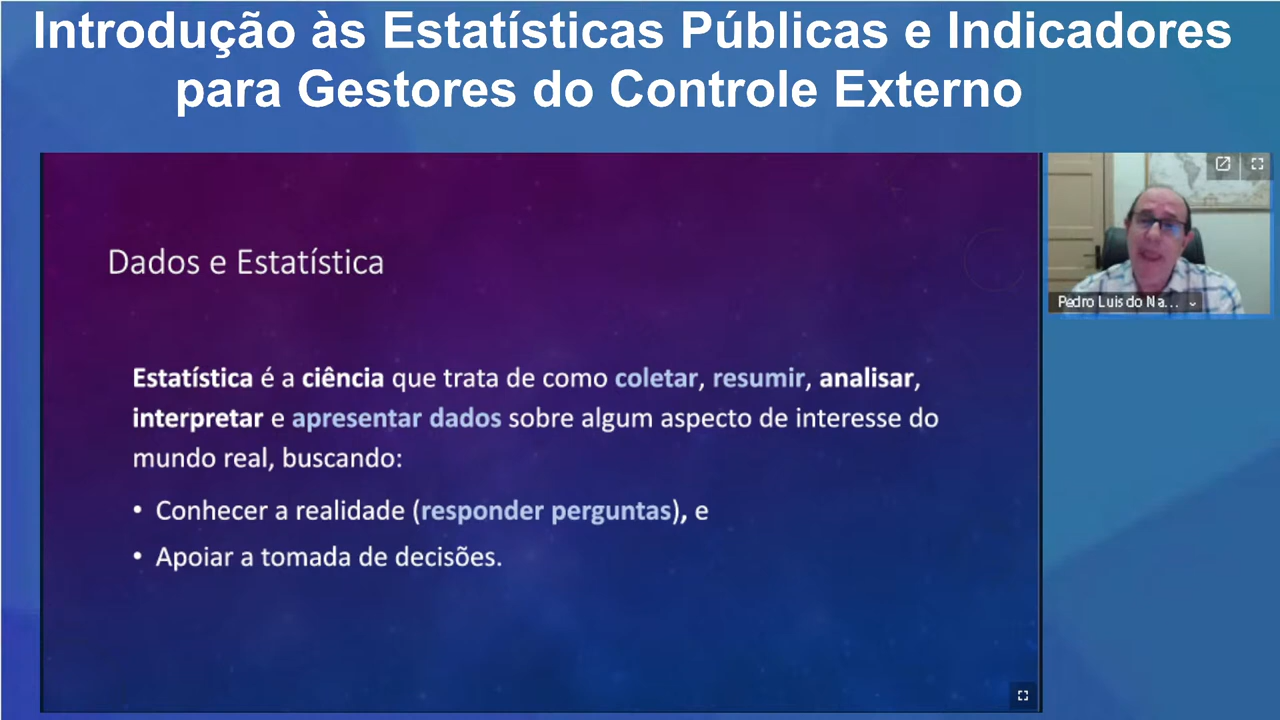 Introdução às Estatísticas Públicas e Indicadores
para Gestores do Controle Externo
Dados e Estatística
Estatística é a ciência que trata de como coletar, resumir, analisar,
interpretar e apresentar dados sobre algum aspecto de interesse do
mundo real, buscando:
• Conhecer a realidade (responder perguntas), e
• Apoiar a tomada de decisões.
Pedro Luis do Na...